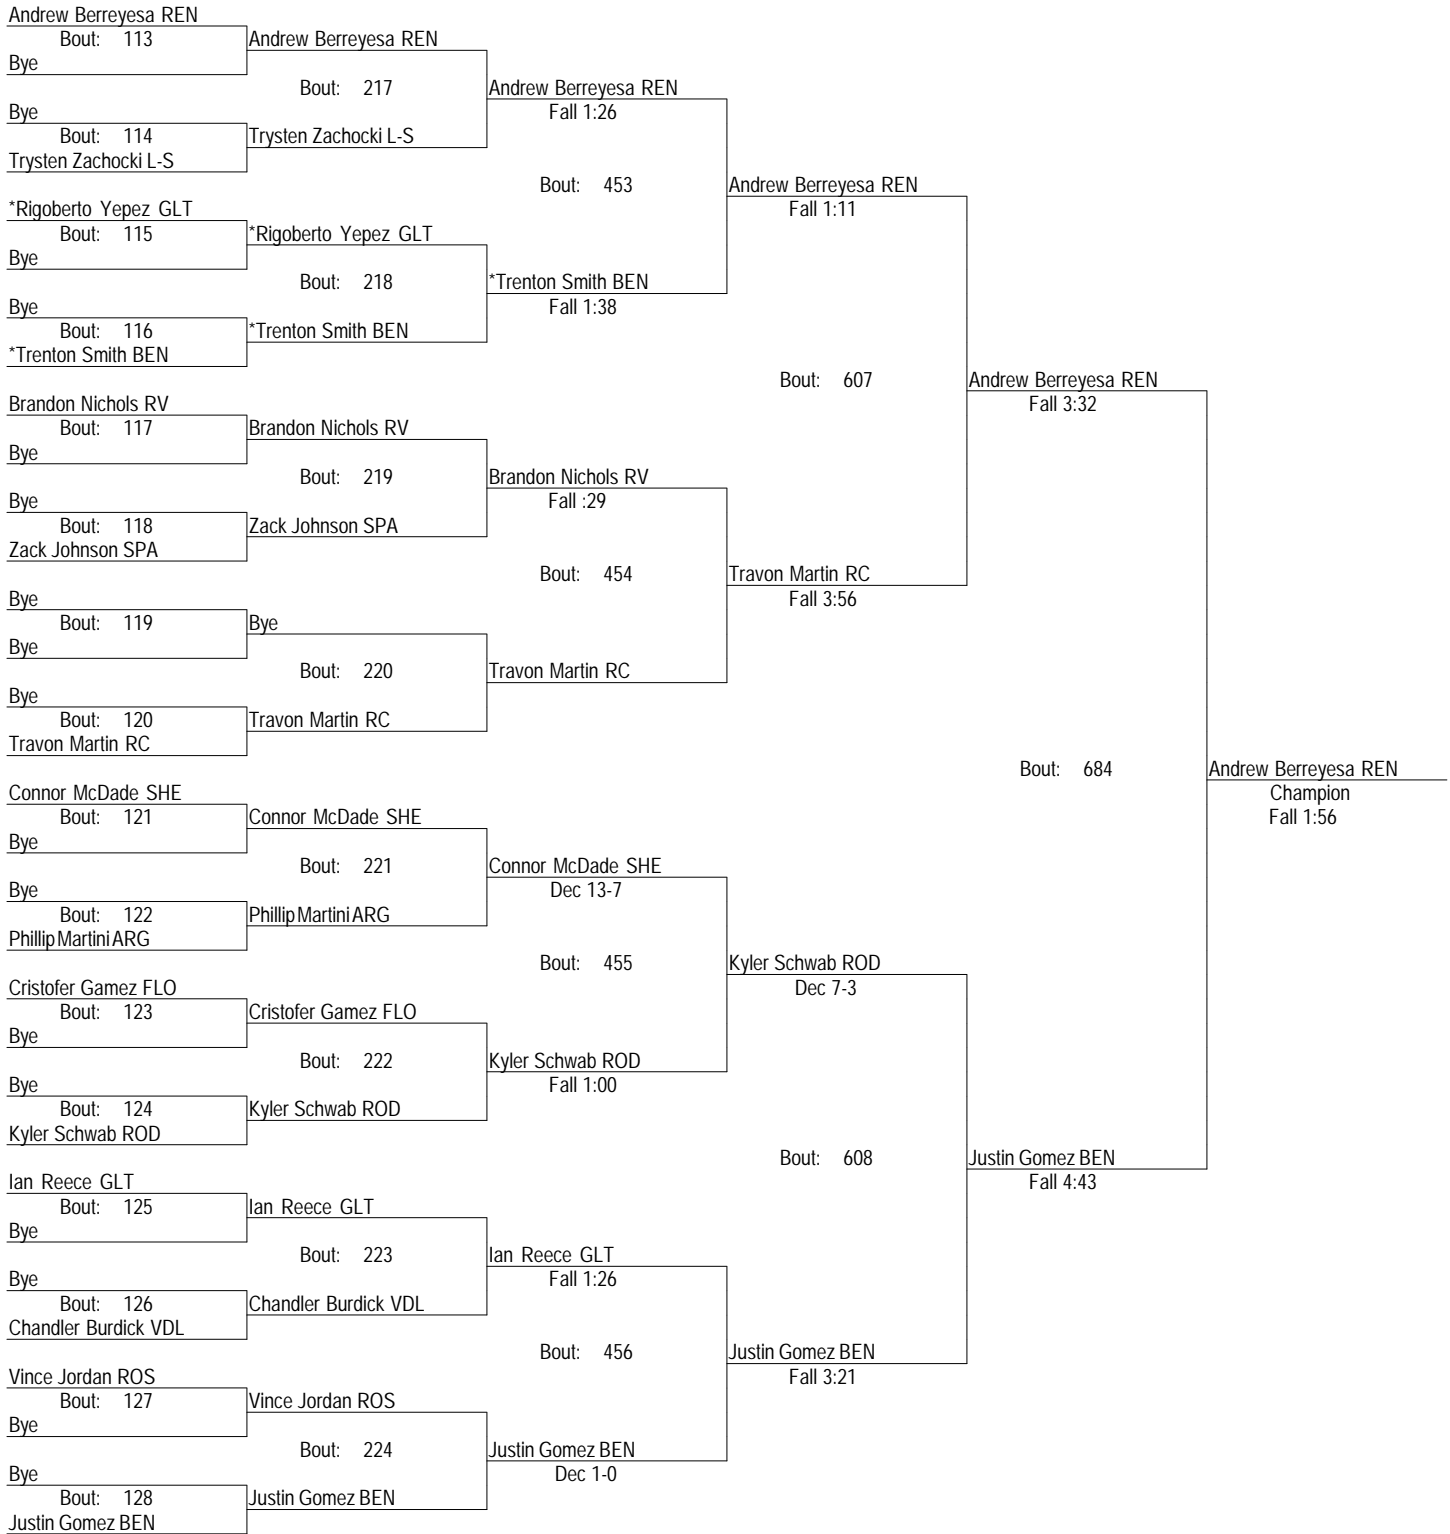 Andrew Berreyesa REN
Bout: 113
Bye
Bye
Bout: 114
Trysten Zachocki L-S
*Rigoberto Yepez GLT
Bout: 115
Bye
Bye
Bout: 116
*Trenton Smith BEN
Brandon Nichols RV
Bout: 117
Bye
Bye
Bout: 118
Zack Johnson SPA
Bye
Bout: 119
Bye
Bye
Bout: 120
Travon Martin RC
Connor McDade SHE
Bout: 121
Bye
Bye
Bout: 122
Phillip Martini ARG
Cristofer Gamez FLO
Bout: 123
Bye
Bye
Bout: 124
Kyler Schwab ROD
Ian Reece GLT
Bout: 125
Bye
Bye
Bout: 126
Chandler Burdick VDL
Vince Jordan ROS
Bout: 127
Bye
Bye
Bout: 128
Justin Gomez BEN
Andrew Berreyesa REN
Bout: 217
Trysten Zachocki L-S
*Rigoberto Yepez GLT
Bout: 218
*Trenton Smith BEN
Brandon Nichols RV
Bout: 219
Zack Johnson SPA
Bye
Bout: 220
Travon Martin RC
Connor McDade SHE
Bout: 221
Phillip Martini ARG
Cristofer Gamez FLO
Bout: 222
Kyler Schwab ROD
Ian Reece GLT
Bout: 223
Chandler Burdick VDL
Vince Jordan ROS
Bout: 224
Justin Gomez BEN
Andrew Berreyesa REN
Fall 1:26
Bout: 453
*Trenton Smith BEN
Fall 1:38
Brandon Nichols RV
Fall :29
Bout: 454
Travon Martin RC
Connor McDade SHE
Dec 13-7
Bout: 455
Kyler Schwab ROD
Fall 1:00
Ian Reece GLT
Fall 1:26
Bout: 456
Justin Gomez BEN
Dec 1-0
Andrew Berreyesa REN
Fall 1:11
Bout: 607
Travon Martin RC
Fall 3:56
Kyler Schwab ROD
Dec 7-3
Bout: 608
Justin Gomez BEN
Fall 3:21
Andrew Berreyesa REN
Fall 3:32
Bout: 684
Justin Gomez BEN
Fall 4:43
Andrew Berreyesa REN
Champion
Fall 1:56